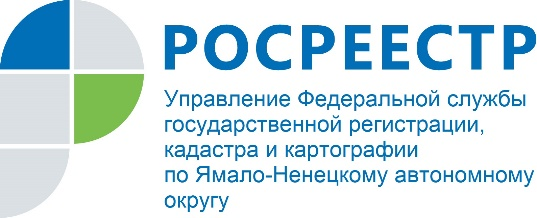 РОСРЕЕСТР
Управление Федеральной службы
государственной регистрации,
кадастра и картографии
по Ямало-Ненецкому автономному
округу